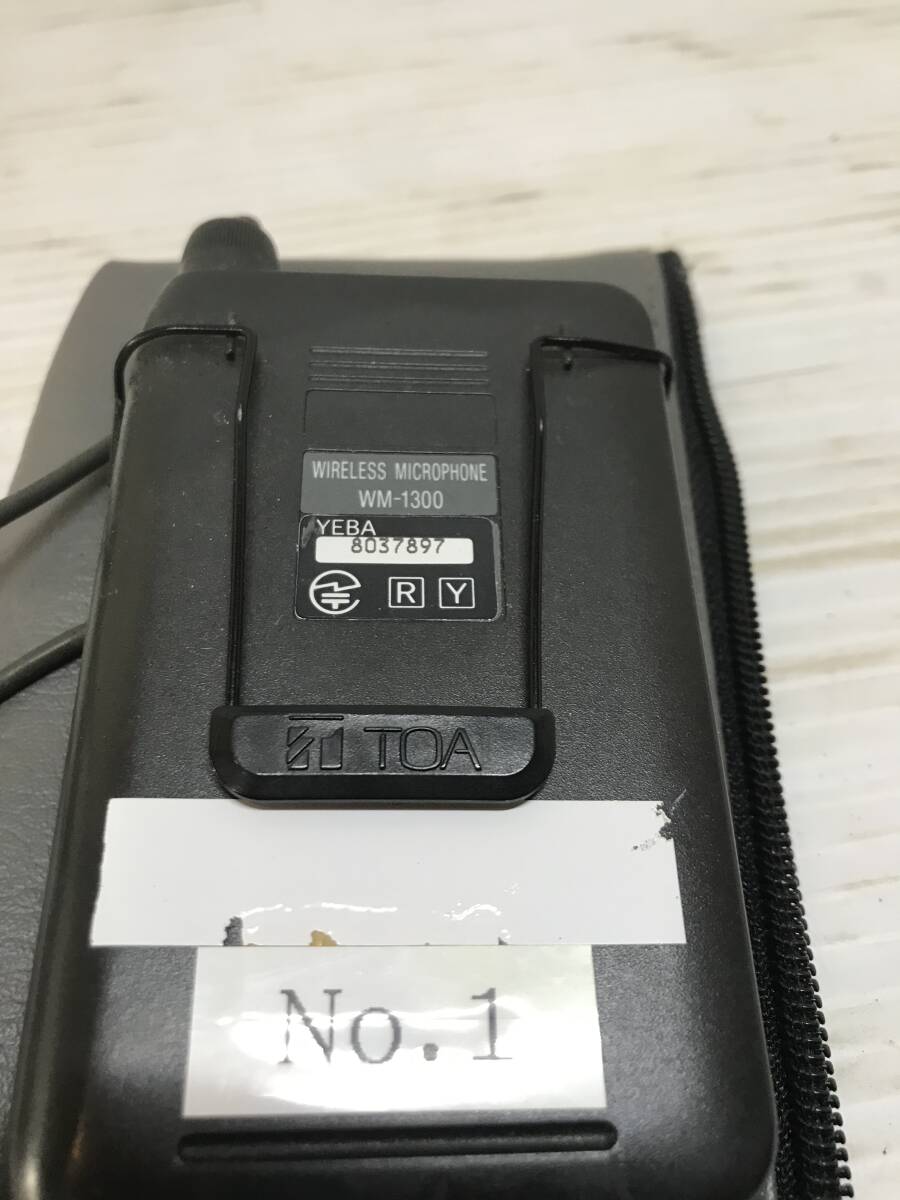 WIRELESS MICROPHONE
WM-1300
YEBA
8037897
R Y
TOA
No.1